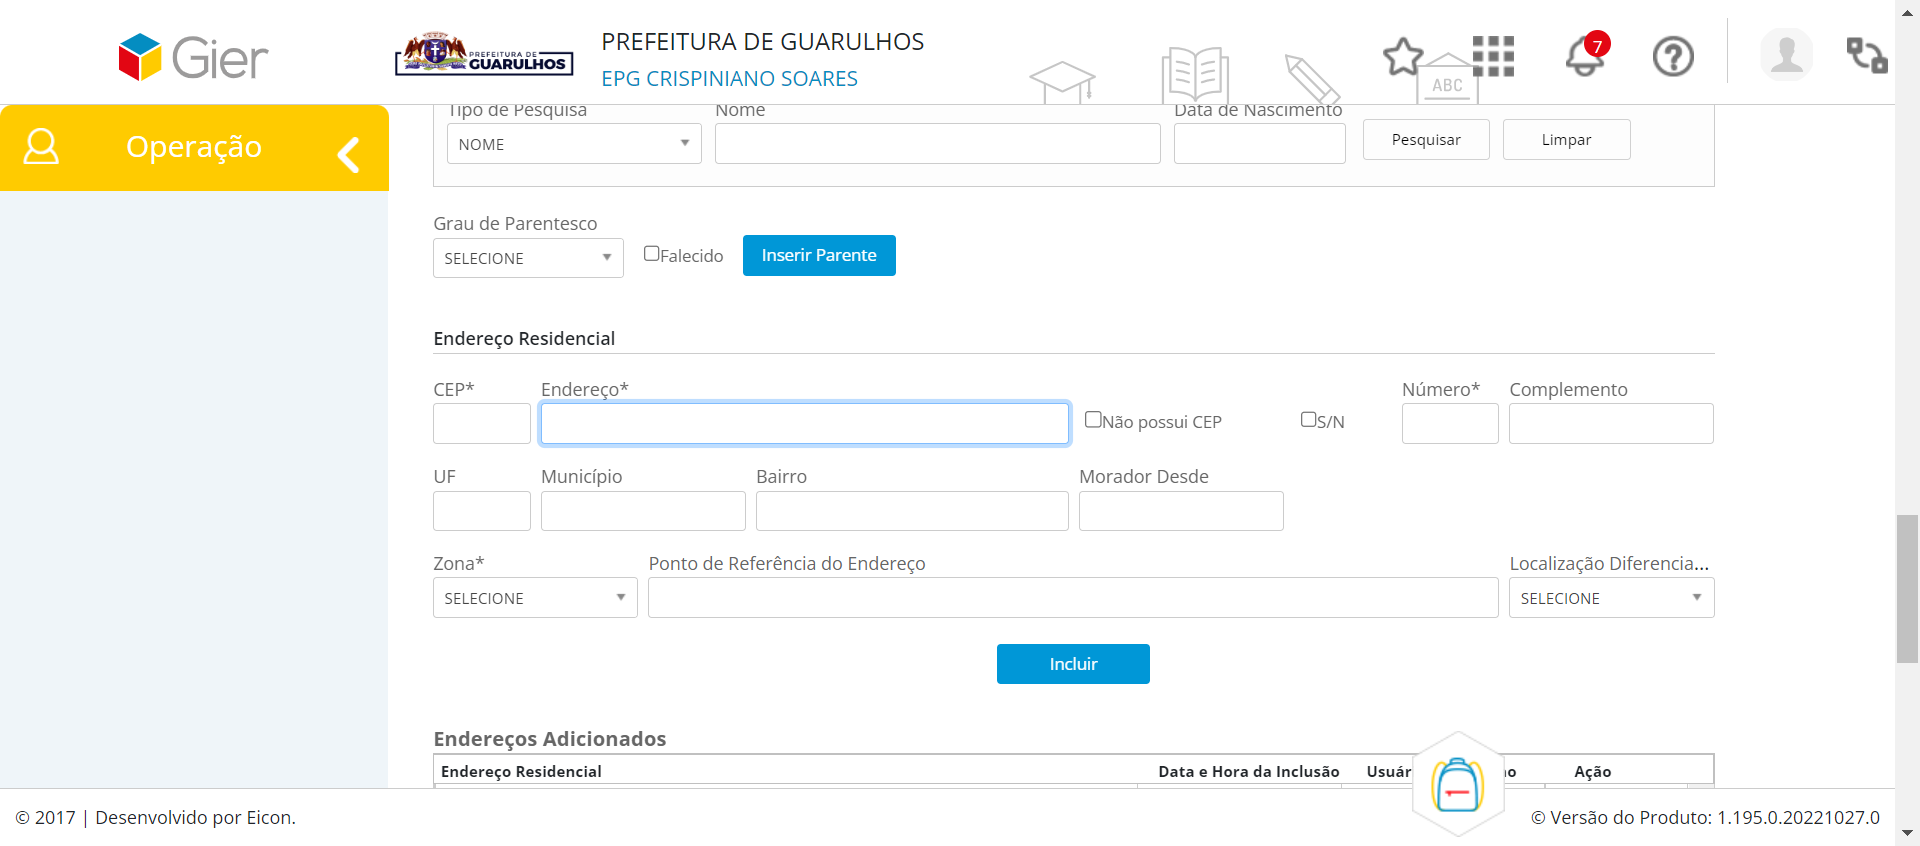 Gier
PREFEITURA DE
GUARULHOS
PREFEITURA DE GUARULHOS
EPG CRISPINIANO SOARES
ABC
7
Operação
Tipo de Pesquisa Nome Data de Nascimento
NOME Pesquisar Limpar
Grau de Parentesco
SELECIONE Falecido Inserir Parente
Endereço Residencial
CEP* Endereço* Número* Complemento
Não possui CEP S/N
UF Município Bairro Morador Desde
Zona* Ponto de Referência do Endereço Localização Diferencia...
SELECIONE SELECIONE
Incluir
Endereços Adicionados
Endereço Residencial Data e Hora da Inclusão Ação
© 2017 | Desenvolvido por Eicon. © Versão do Produto: 1.195.0.20221027.0